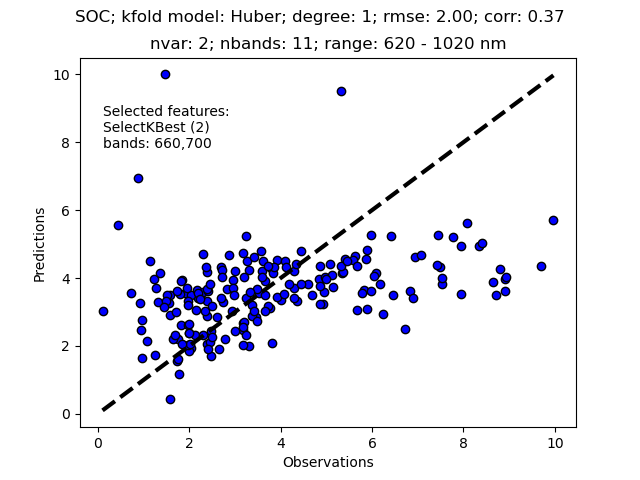 SOC; kfold model: Huber; degree: 1; rmse: 2.00; corr: 0.37
nvar: 2; nbands: 11; range: 620 - 1020 nm
10
8
6
4
2
0
Predictions
Selected features:
SelectKBest (2)
bands: 660,700
0 2 4 6 8 10
Observations